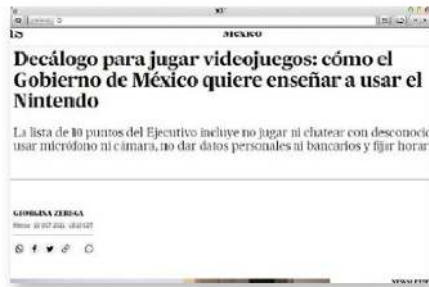 IS
MÉXICO
Decálogo para jugar videojuegos: cómo el
Gobierno de México quiere enseñar a usar el
Nintendo
La lista de 10 puntos del Ejecutivo incluye no jugar ni chatear con desconoci
usar micrófono ni cámara, no dar datos personales ni bancarios y fijar horar
GEORGINA ZEREGA
NEWSLETTE